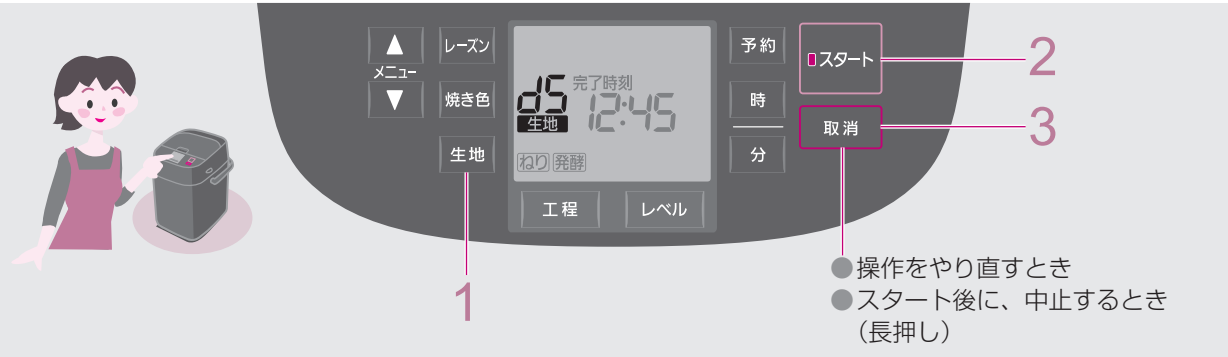 ▲
メニュー
▼
レーズン
焼き色
生地
d5
生地
完了時刻
12:45
ねり 発酵
工程
レベル
予約
時
分
スタート
取消
1
2
3
●操作をやり直すとき
●スタート後に、中止するとき
(長押し)